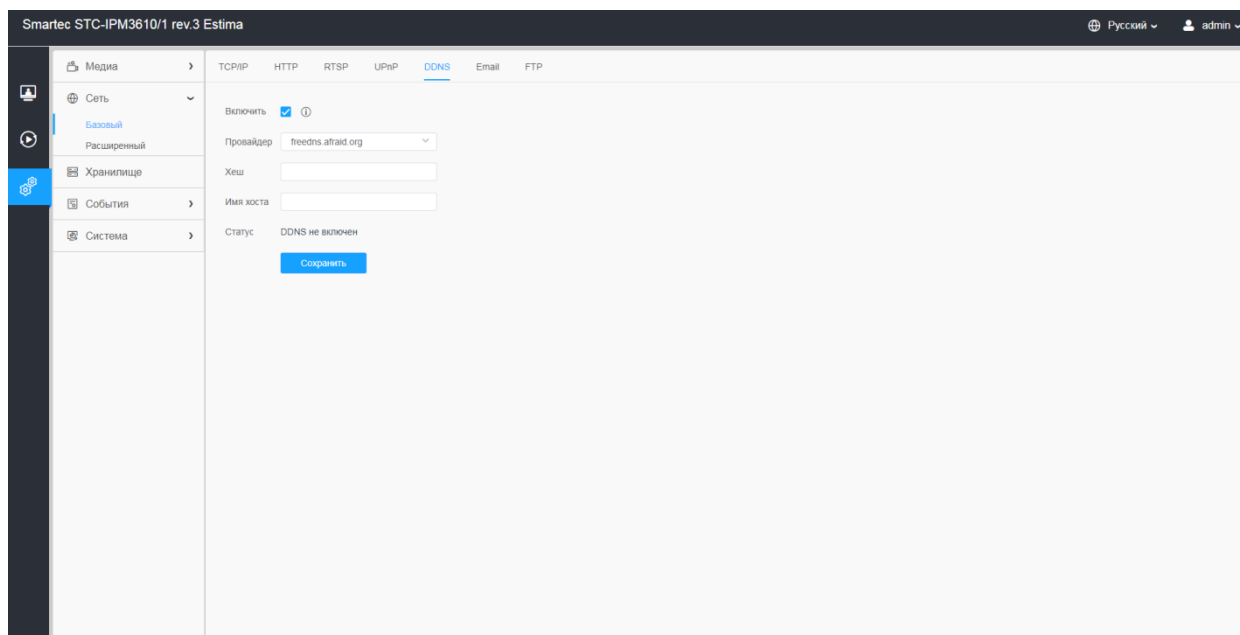 Smartec STC-IPM3610/1 rev.3 Estima
Русский
admin
Медиа
Сеть
Базовый
Расширенный
Хранилище
События
Система
TCP/IP HTTP RTSP UPnP DDNS Email FTP
Включить
Провайдер freedns.afraid.org
Хеш
Имя хоста
Статус DDNS не включен
Сохранить